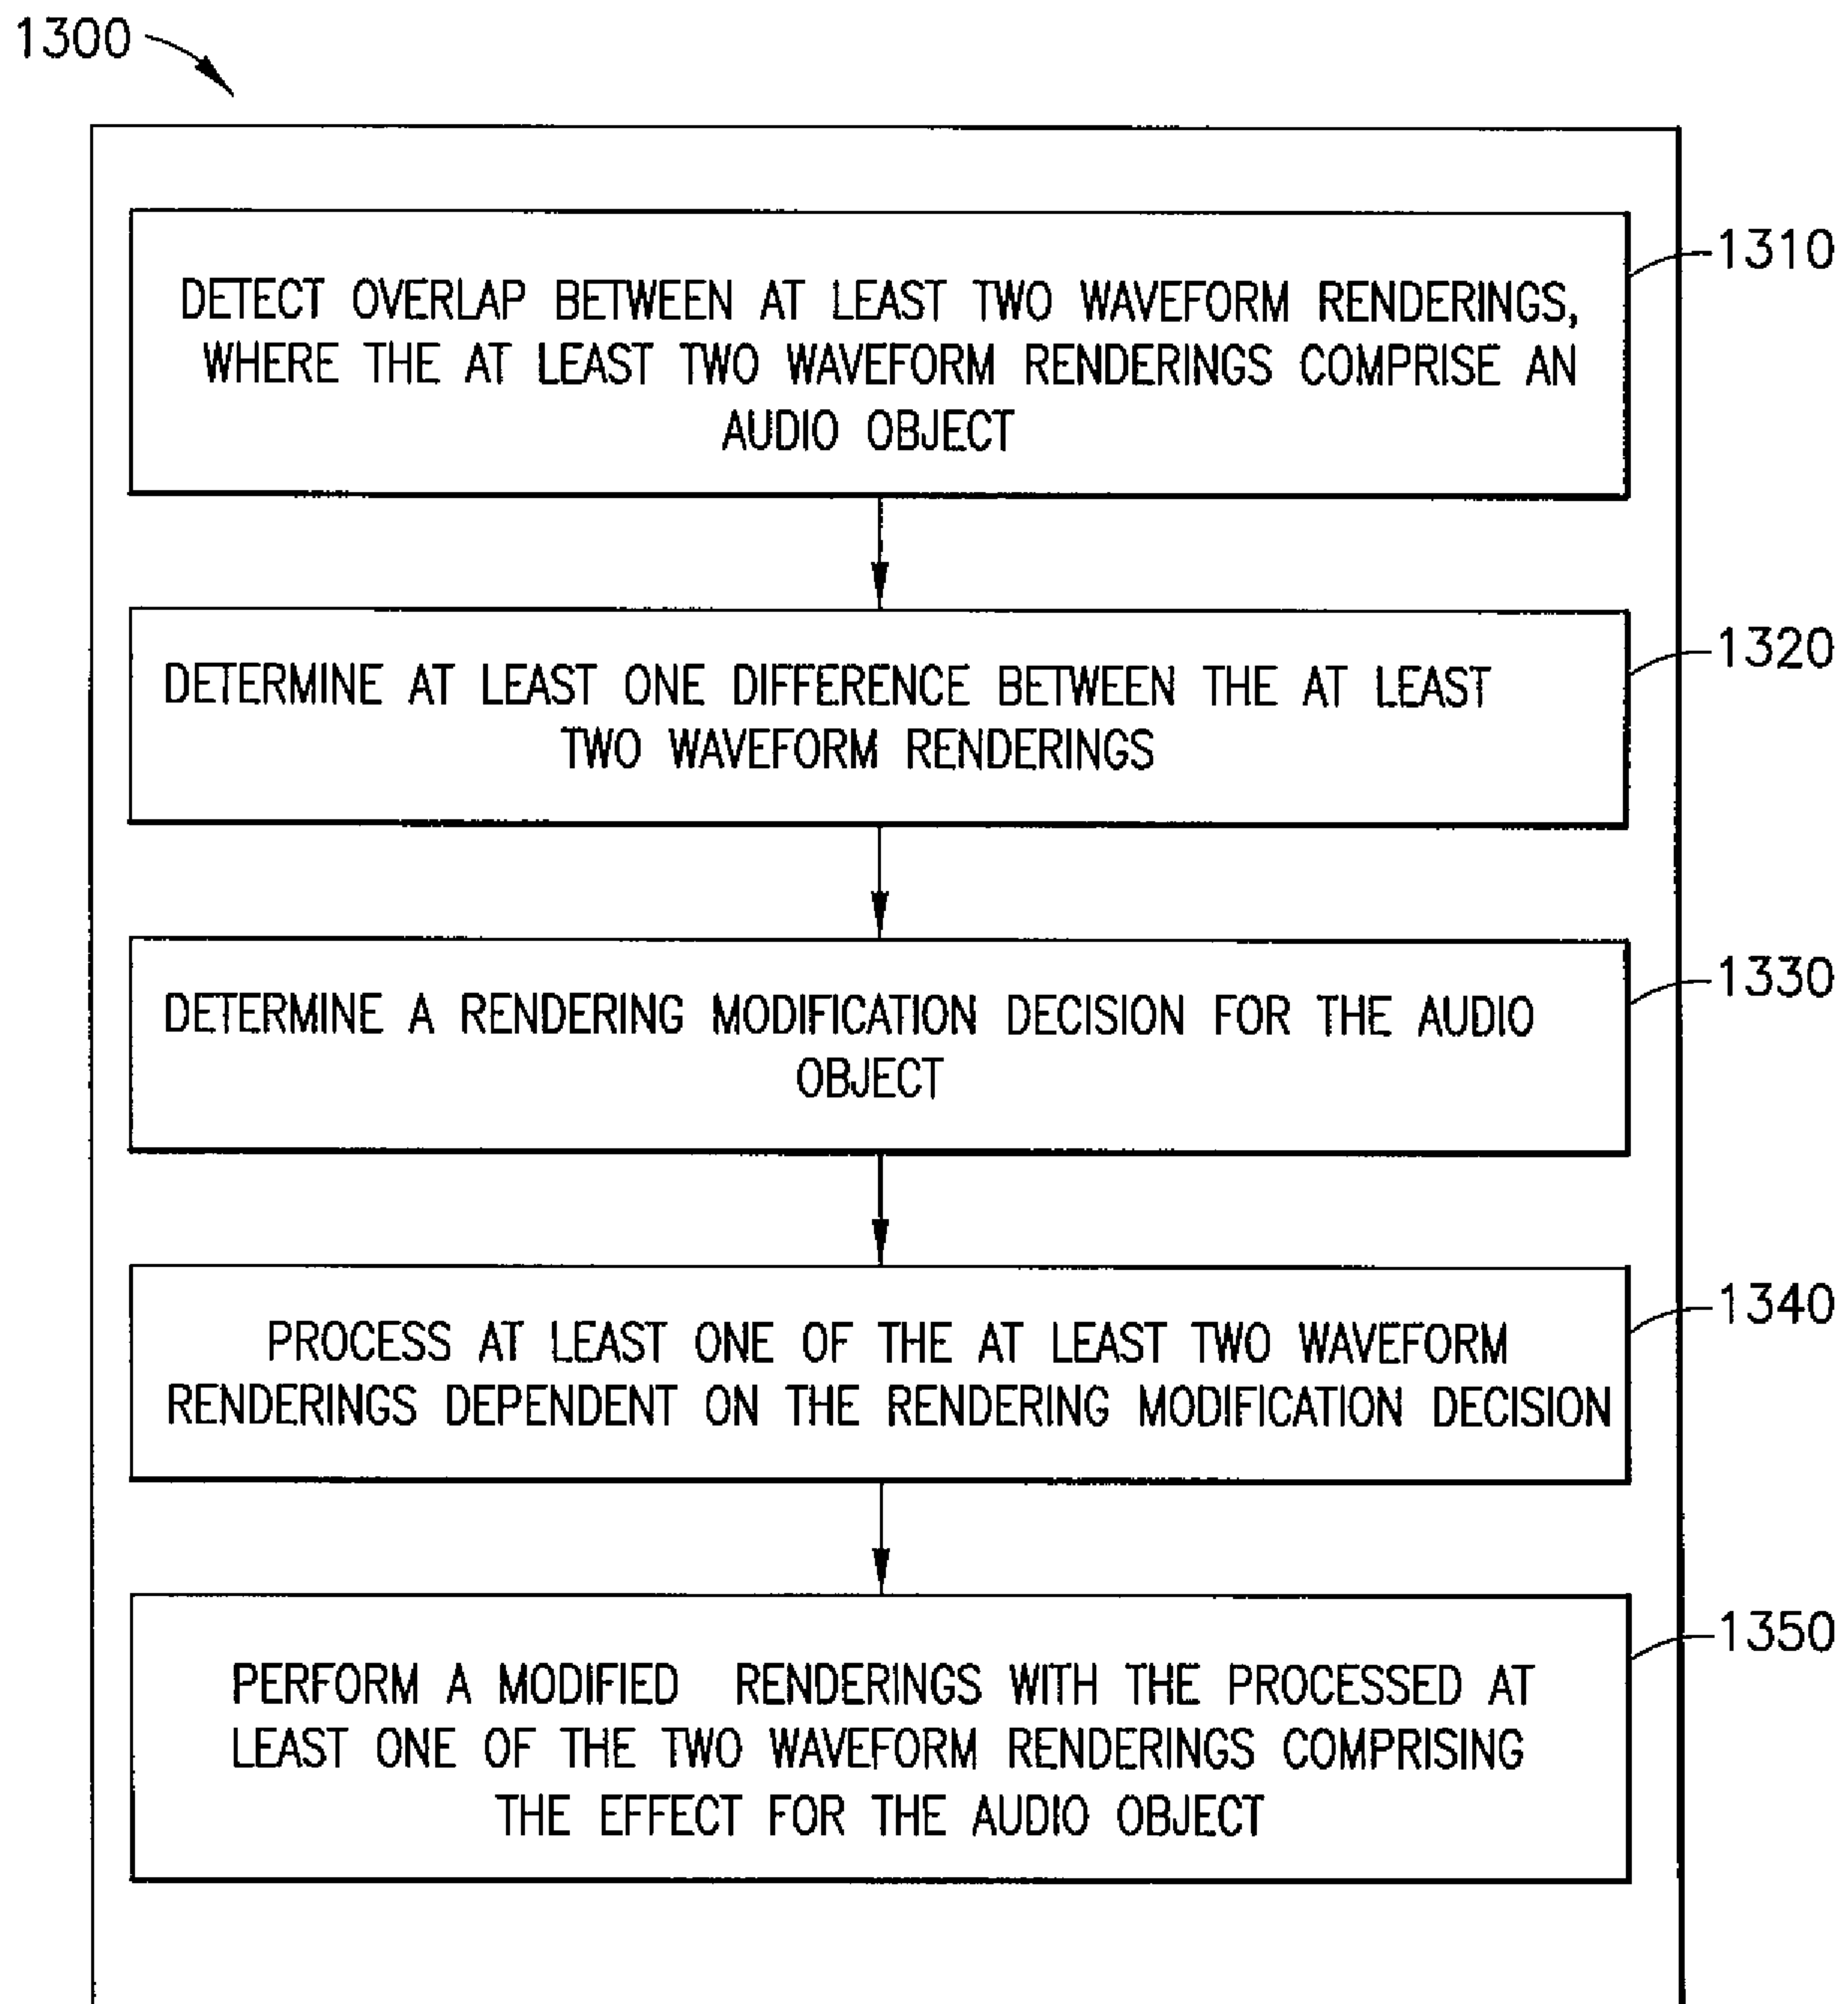 1300
DETECT OVERLAP BETWEEN AT LEAST TWO WAVEFORM RENDERINGS,
WHERE THE AT LEAST TWO WAVEFORM RENDERINGS COMPRISE AN
AUDIO OBJECT
1310
DETERMINE AT LEAST ONE DIFFERENCE BETWEEN THE AT LEAST
TWO WAVEFORM RENDERINGS
1320
DETERMINE A RENDERING MODIFICATION DECISION FOR THE AUDIO
OBJECT
1330
PROCESS AT LEAST ONE OF THE AT LEAST TWO WAVEFORM
RENDERINGS DEPENDENT ON THE RENDERING MODIFICATION DECISION
1340
PERFORM A MODIFIED RENDERINGS WITH THE PROCESSED AT
LEAST ONE OF THE TWO WAVEFORM RENDERINGS COMPRISING
THE EFFECT FOR THE AUDIO OBJECT
1350